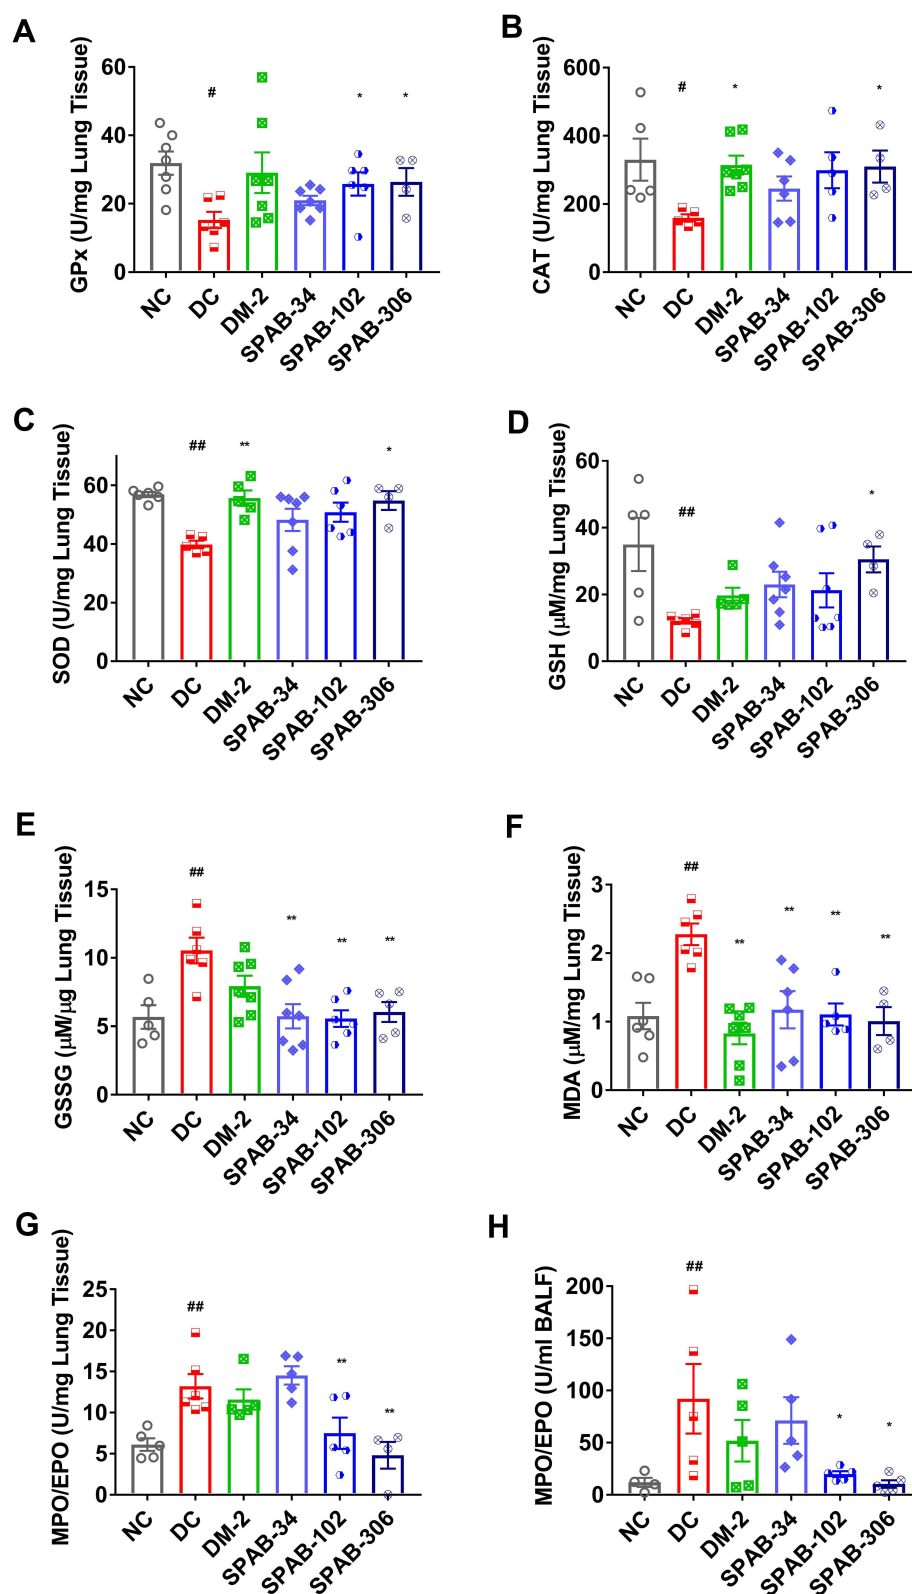 A
GPx (U/mg Lung Tissue)
60
40
20
0
#
*
*
NC
DC
DM-2
SPAB-34
SPAB-102
SPAB-306
B
CAT (U/mg Lung Tissue)
600
400
200
0
#
*
*
NC
DC
DM-2
SPAB-34
SPAB-102
SPAB-306
C
SOD (U/mg Lung Tissue)
60
40
20
0
##
**
*
NC
DC
DM-2
SPAB-34
SPAB-102
SPAB-306
D
GSH (µM/mg Lung Tissue)
60
40
20
0
##
*
NC
DC
DM-2
SPAB-34
SPAB-102
SPAB-306
E
GSSG (µM/µg Lung Tissue)
15
10
5
0
##
**
**
**
NC
DC
DM-2
SPAB-34
SPAB-102
SPAB-306
F
MDA (µM/mg Lung Tissue)
3
2
1
0
##
**
**
**
**
NC
DC
DM-2
SPAB-34
SPAB-102
SPAB-306
G
MPO/EPO (U/mg Lung Tissue)
25
20
15
10
5
0
##
**
**
NC
DC
DM-2
SPAB-34
SPAB-102
SPAB-306
H
MPO/EPO (U/ml BALF)
200
150
100
50
0
##
*
*
NC
DC
DM-2
SPAB-34
SPAB-102
SPAB-306